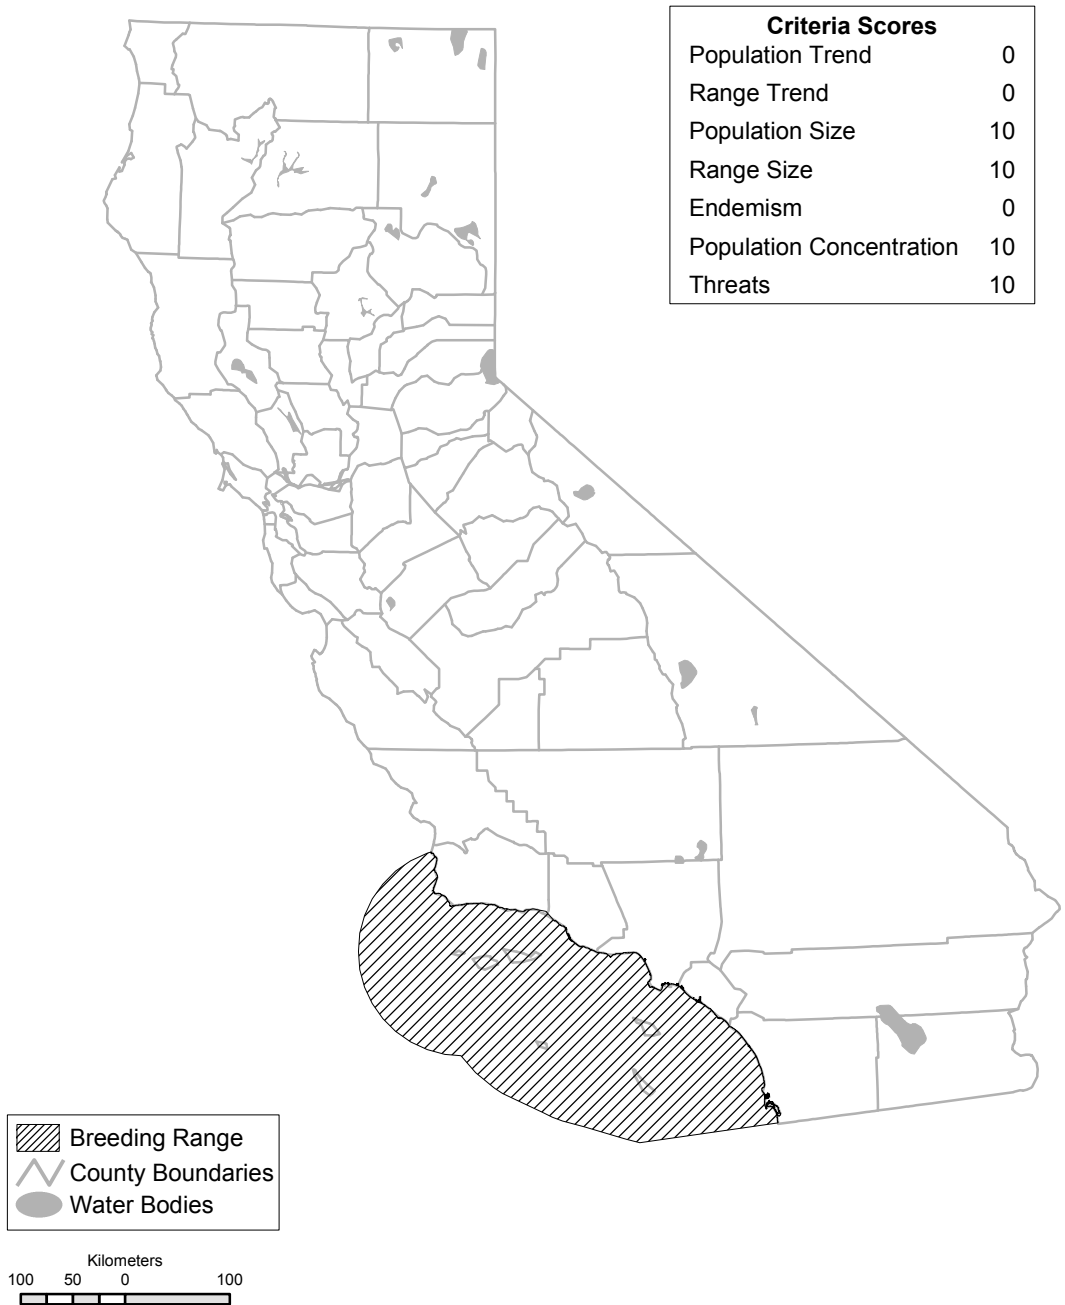 Criteria Scores
Population Trend 0
Range Trend 0
Population Size 10
Range Size 10
Endemism 0
Population Concentration 10
Threats 10
Breeding Range
County Boundaries
Water Bodies
Kilometers
100 50 0 100